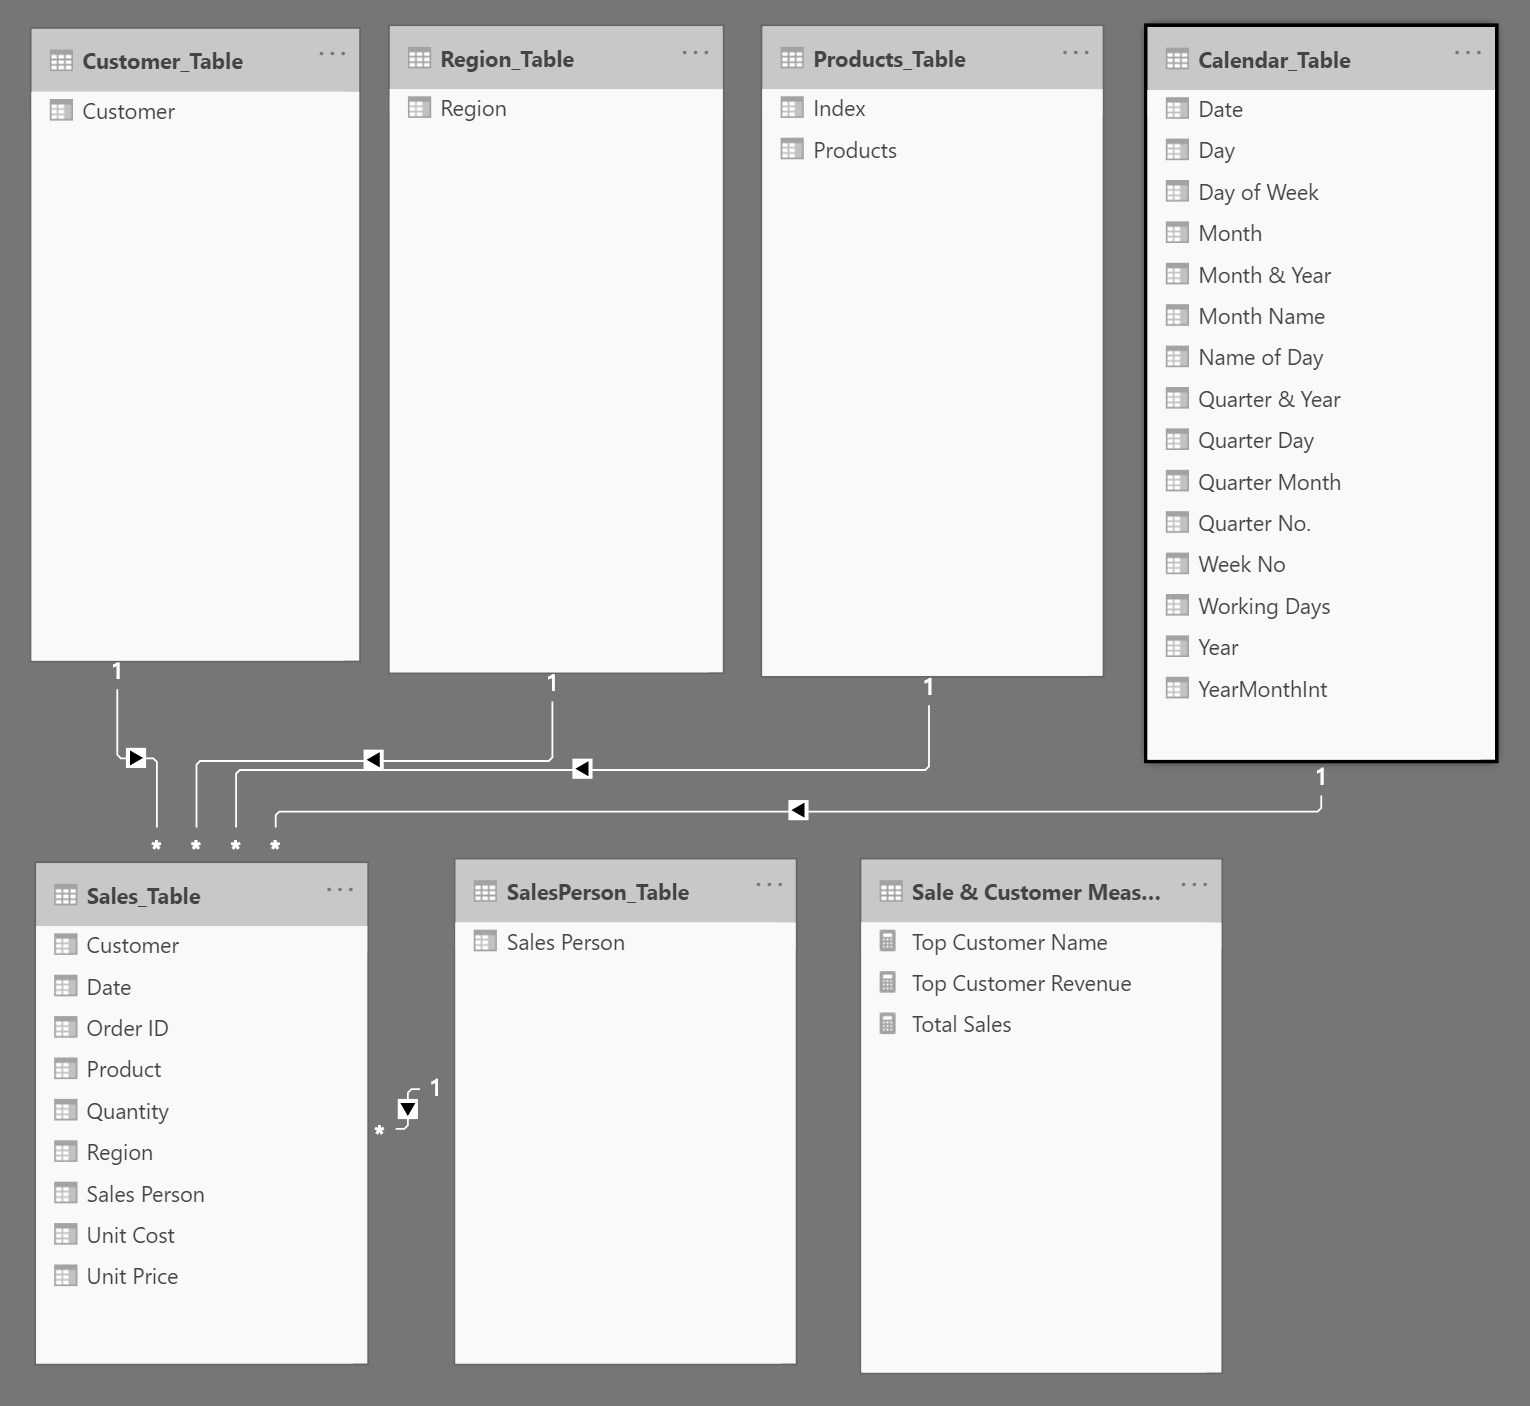 Customer_Table
Customer
Region_Table
Region
Products_Table
Index
Products
Calendar_Table
Date
Day
Day of Week
Month
Month & Year
Month Name
Name of Day
Quarter & Year
Quarter Day
Quarter Month
Quarter No.
Week No
Working Days
Year
YearMonthInt
1
1
1
1
* * * *
Sales_Table
Customer
Date
Order ID
Product
Quantity
Region
Sales Person
Unit Cost
Unit Price
1
*
SalesPerson_Table
Sales Person
Sale & Customer Meas...
Top Customer Name
Top Customer Revenue
Total Sales